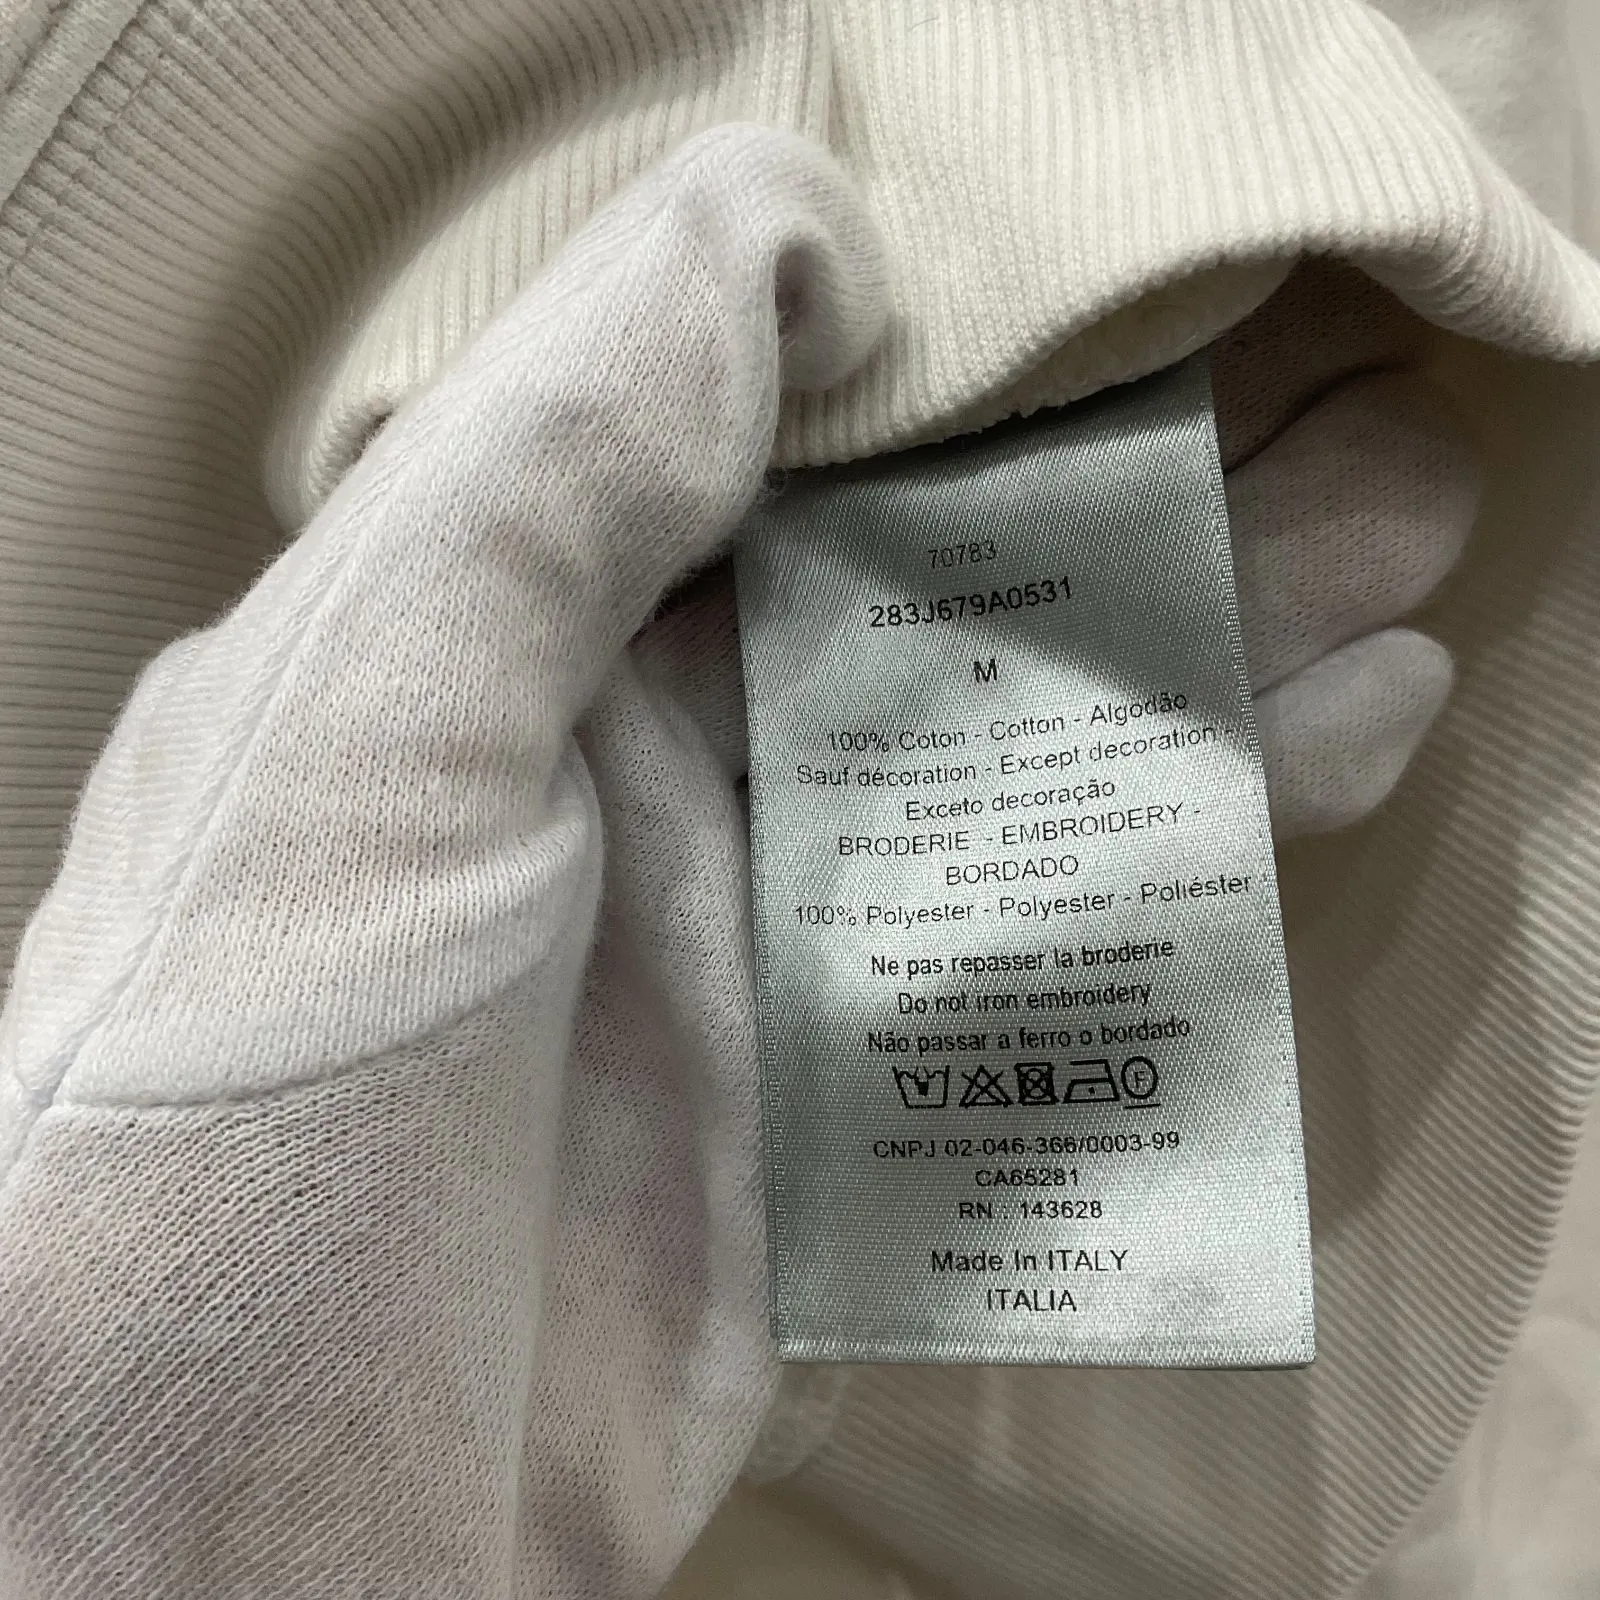 70783
283J679A0531
M
100% Coton - Cotton - Algodão
Sauf décoration - Except decoration -
Exceto decoração
BRODERIE - EMBROIDERY -
BORDADO
100% Polyester - Polyester - Poliéster
Ne pas repasser la broderie
Do not iron embroidery
Não passar a ferro o bordado
F
CNPJ 02-046-366/0003-99
CA65281
RN : 143628
Made In ITALY
ITALIA